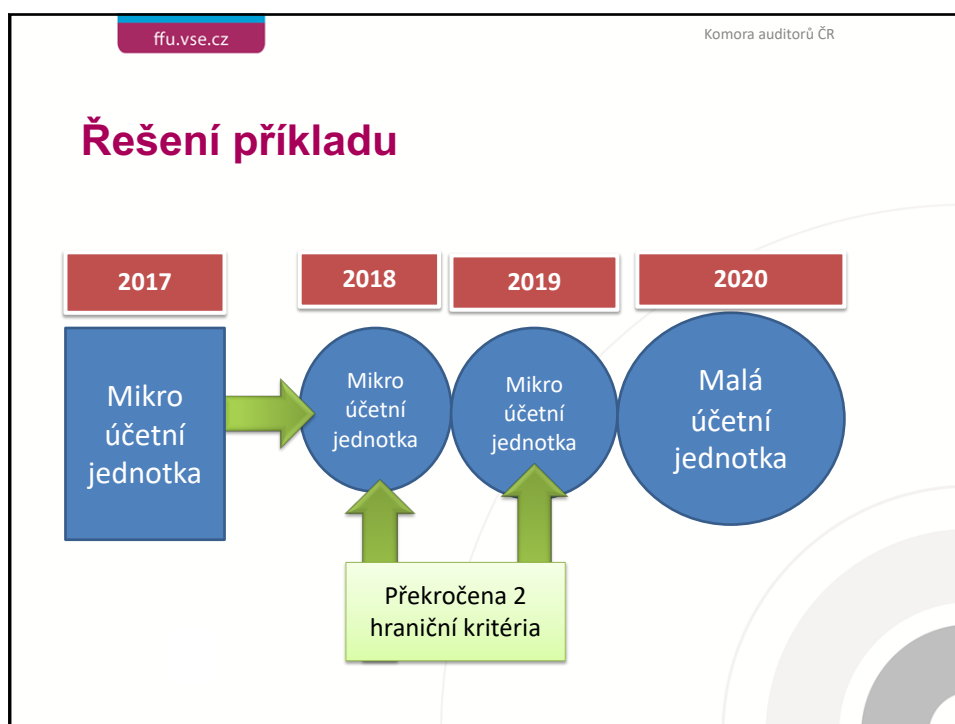 ffu.vse.cz
Komora auditorů ČR
Řešení příkladu
2017
2018
2019
2020
Mikro
účetní
jednotka
Mikro
účetní
jednotka
Mikro
účetní
jednotka
Malá
účetní
jednotka
Překročena 2
hraniční kritéria